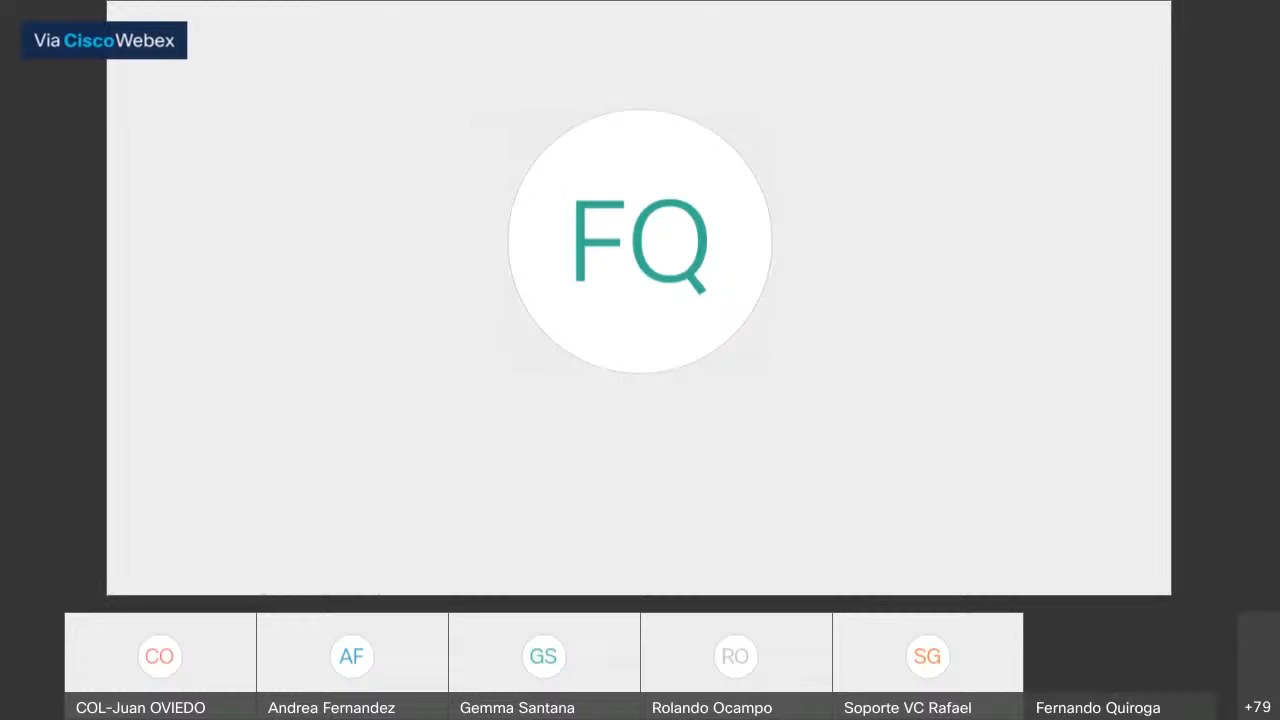 Via CiscoWebex
FQ
CO
AF
GS
RO
SG
COL-Juan OVIEDO
Andrea Fernandez
Gemma Santana
Rolando Ocampo
Soporte VC Rafael
Fernando Quiroga
+79